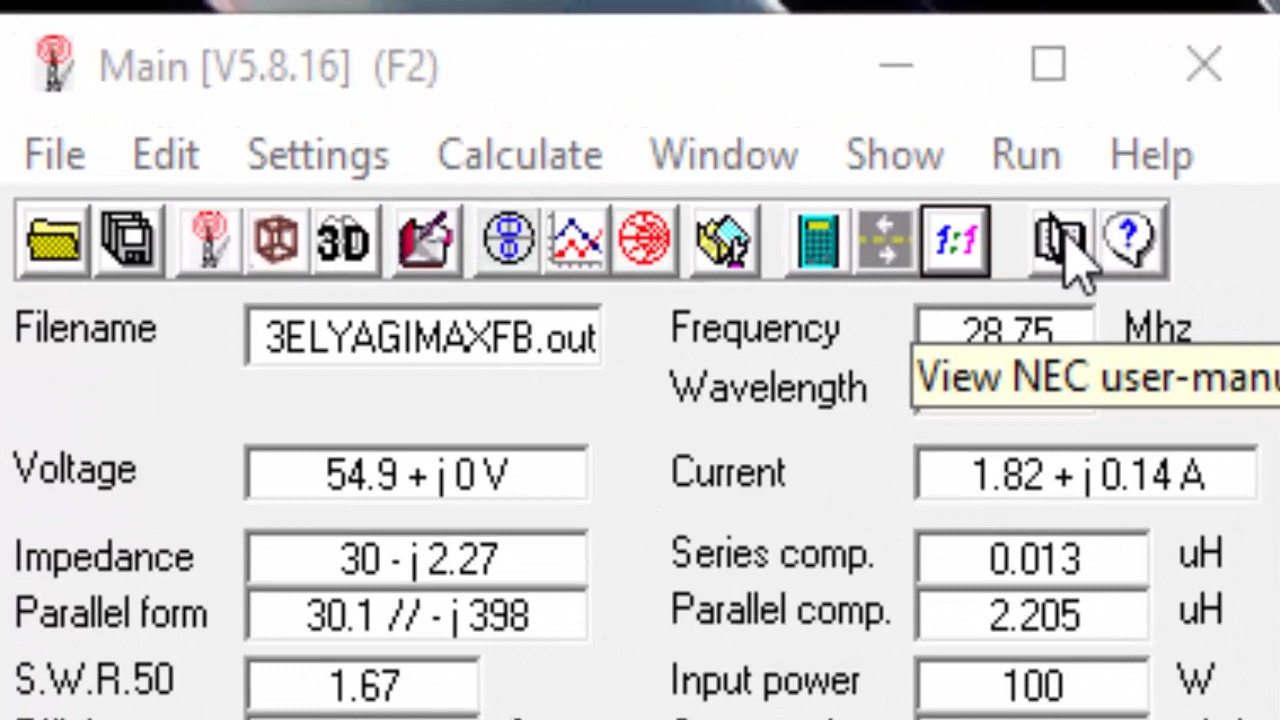 Main [V5.8.16] (F2)
File Edit Settings Calculate Window Show Run Help
3D 1:1 ?
Filename 3ELYAGIMAXFB.out Frequency 28.75 Mhz
Wavelength
View NEC user-manu
Voltage 54.9 + j 0 V Current 1.82 + j 0.14 A
Impedance 30 - j 2.27 Series comp. 0.013 uH
Parallel form 30.1 // - j 398 Parallel comp. 2.205 uH
S.W.R.50 1.67 Input power 100 W